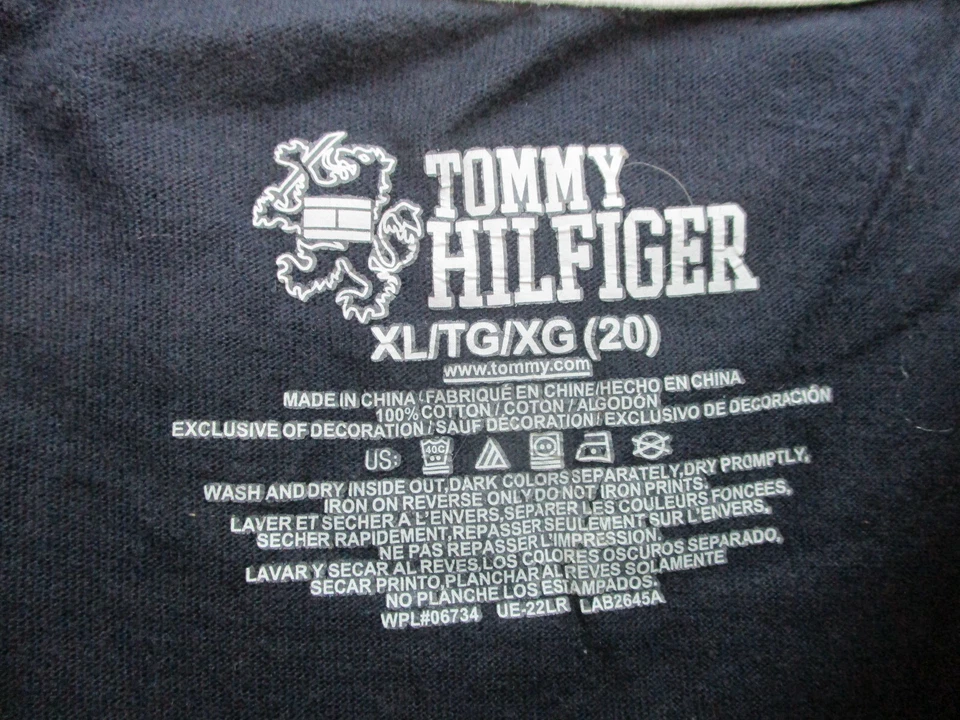 TOMMY
HILFIGER
XL/TG/XG (20)
www.tommy.com
MADE IN CHINA / FABRIQUÉ EN CHINE/HECHO EN CHINA
100% COTTON / COTON / ALGODÓN
EXCLUSIVE OF DECORATION / SAUF DÉCORATION / EXCLUSIVO DE DECORACIÓN
US: 40C
WASH AND DRY INSIDE OUT,DARK COLORS SEPARATELY,DRY PROMPTLY,
IRON ON REVERSE ONLY DO NOT IRON PRINTS.
LAVER ET SECHER A L'ENVERS,SEPARER LES COULEURS FONCEES,
SECHER RAPIDEMENT,REPASSER SEULEMENT SUR L'ENVERS,
NE PAS REPASSER L'IMPRESSION.
LAVAR Y SECAR AL REVES,LOS COLORES OSCUROS SEPARADO,
SECAR PRINTO,PLANCHAR AL REVES SOLAMENTE
NO PLANCHE LOS ESTAMPADOS.
WPL#06734 UE-22LR LAB2645A